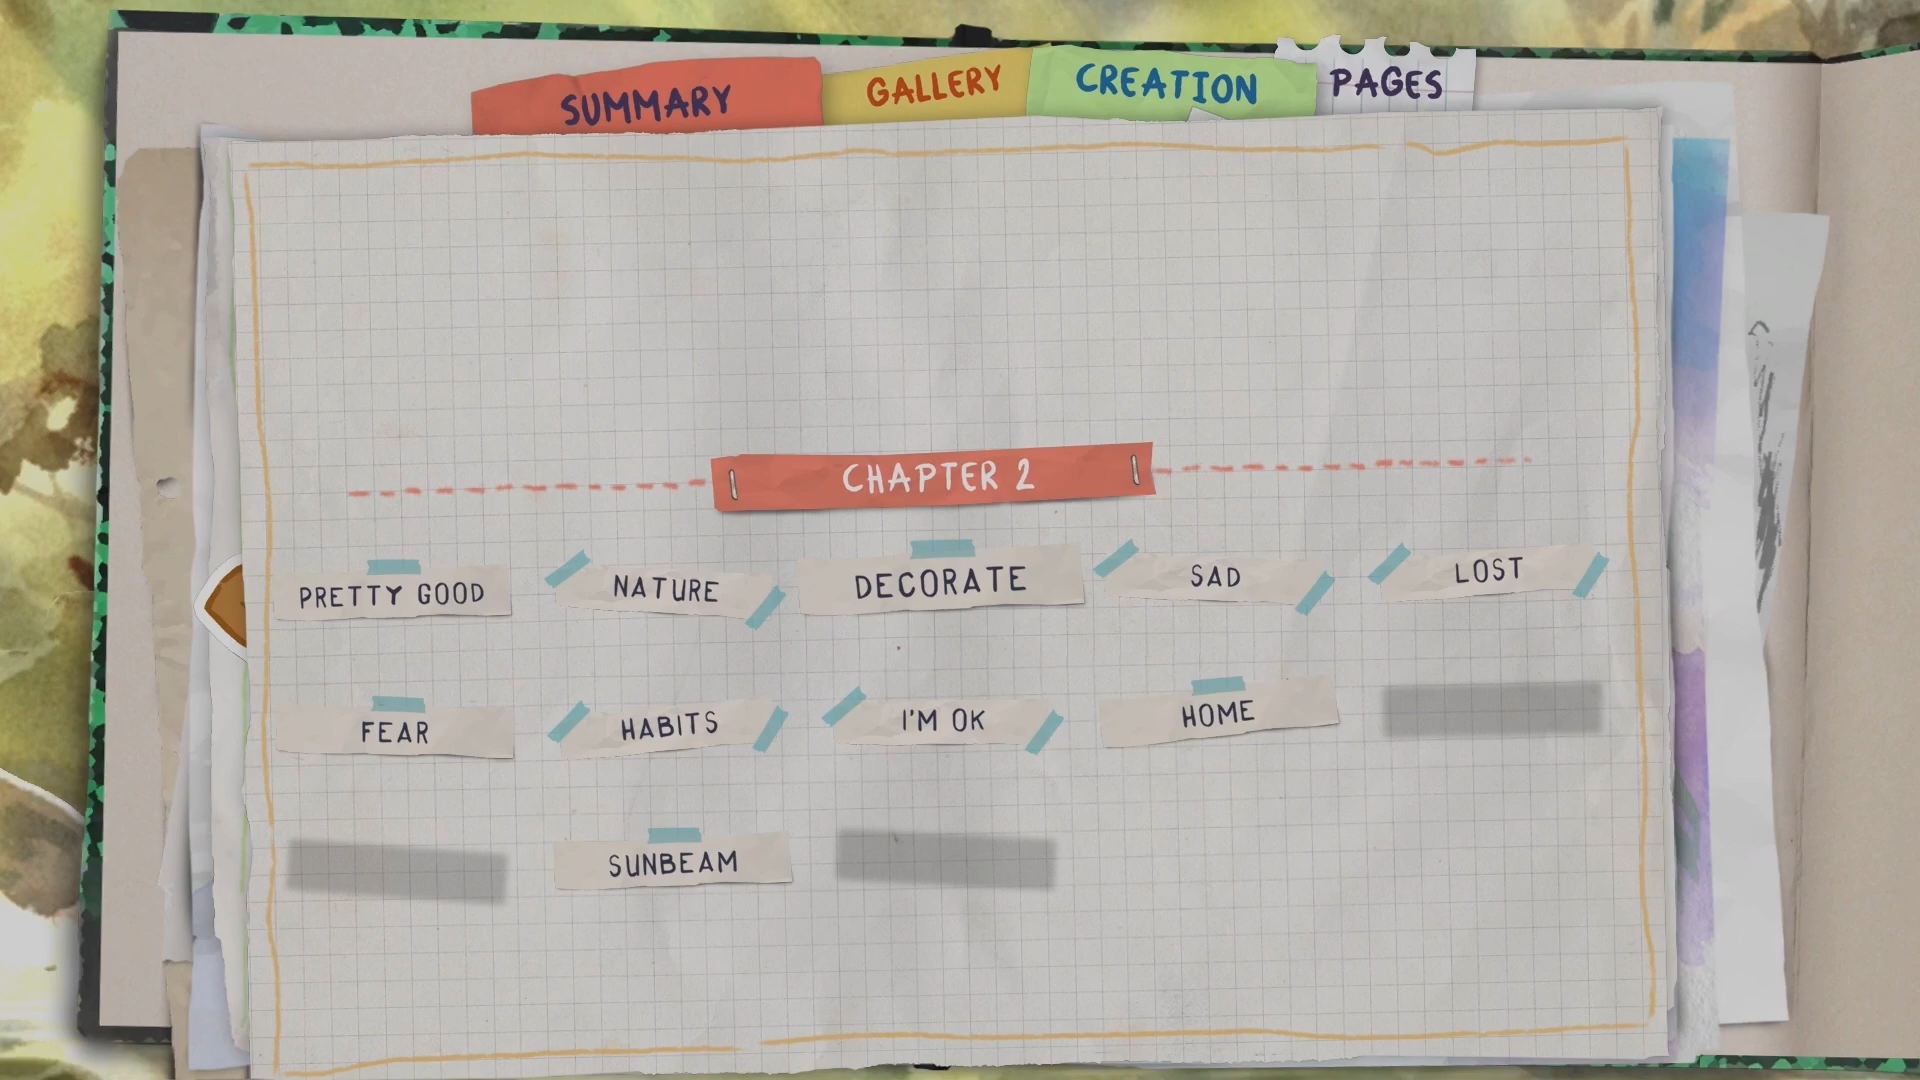 SUMMARY
GALLERY
CREATION
PAGES
CHAPTER 2
PRETTY GOOD
NATURE
DECORATE
SAD
LOST
FEAR
HABITS
I'M OK
HOME
SUNBEAM